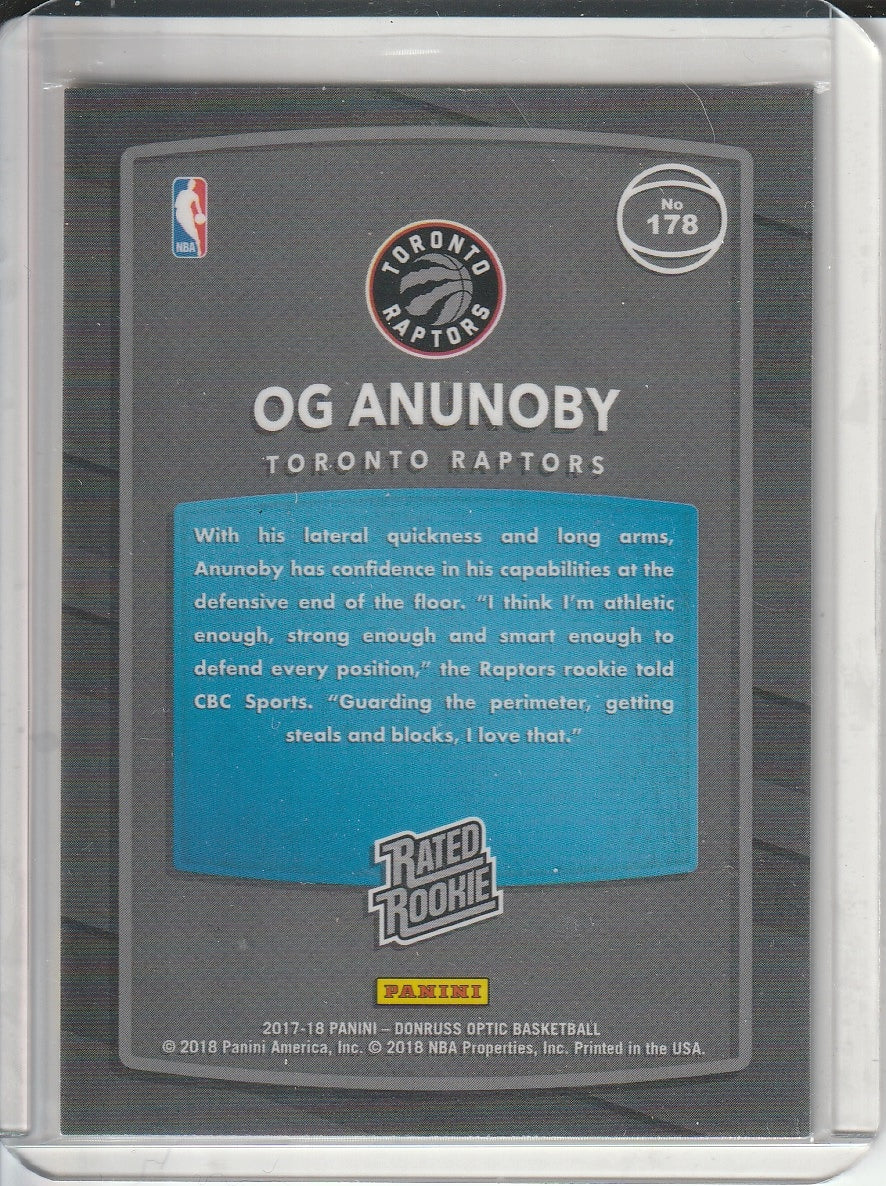 No
178
NBA
TORONTO
RAPTORS
OG ANUNOBY
TORONTO RAPTORS
With his lateral quickness and long arms,
Anunoby has confidence in his capabilities at the
defensive end of the floor. “I think I’m athletic
enough, strong enough and smart enough to
defend every position,” the Raptors rookie told
CBC Sports. “Guarding the perimeter, getting
steals and blocks, I love that.”
RATED
ROOKIE
PANINI
2017-18 PANINI – DONRUSS OPTIC BASKETBALL
© 2018 Panini America, Inc. © 2018 NBA Properties, Inc. Printed in the USA.